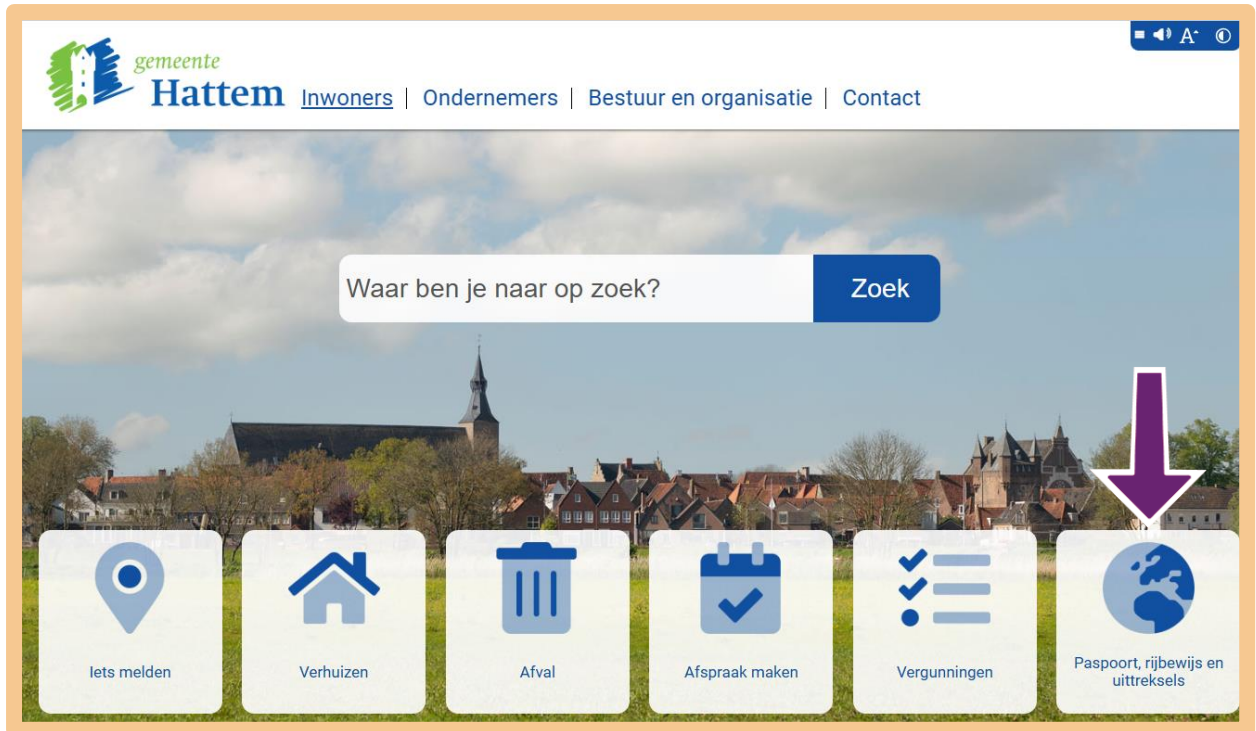 gemeente
Hattem
Inwoners | Ondernemers | Bestuur en organisatie | Contact
A
Waar ben je naar op zoek?
Zoek
Iets melden
Verhuizen
Afval
Afspraak maken
Vergunningen
Paspoort, rijbewijs en
uittreksels